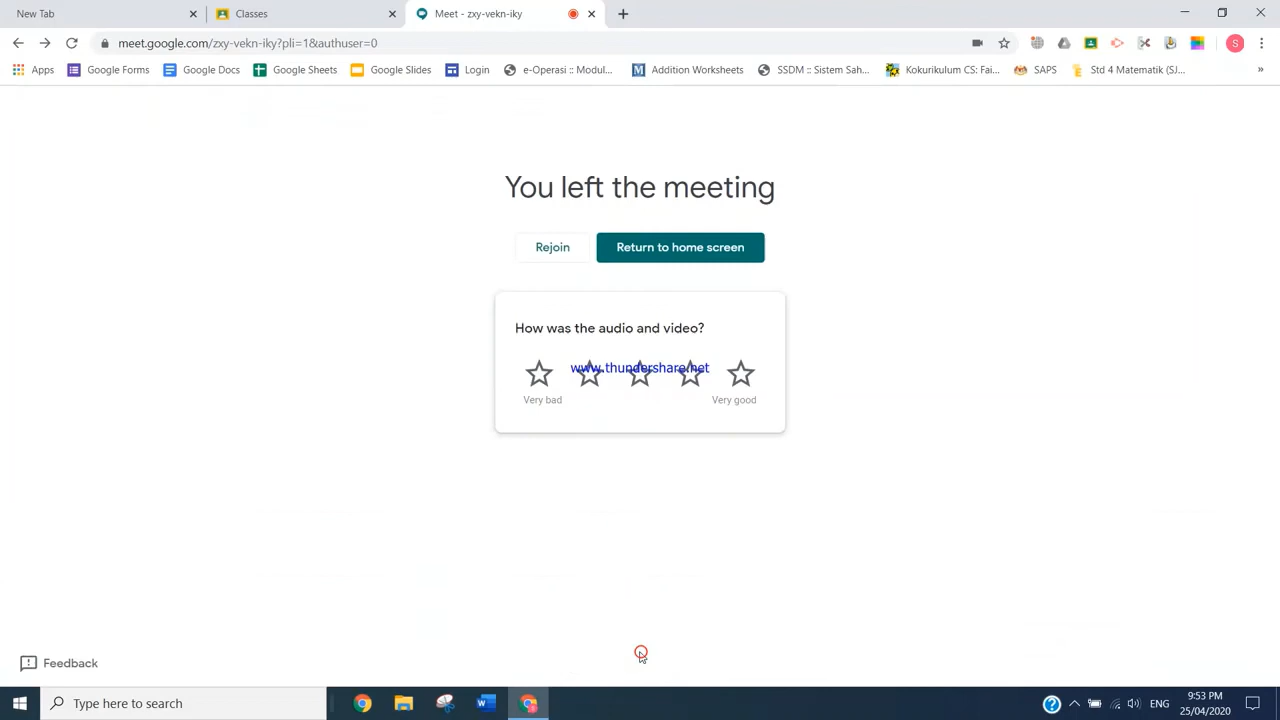 New Tab
Classes
Meet - zxy-vekn-iky
meet.google.com/zxy-vekn-iky?pli=1&authuser=0
S
Apps
Google Forms
Google Docs
Google Sheets
Google Slides
Login
e-Operasi :: Modul...
Addition Worksheets
SSDM :: Sistem Sah...
Kokurikulum CS: Fai...
SAPS
Std 4 Matematik (SJ...
»
You left the meeting
Rejoin
Return to home screen
How was the audio and video?
www.thundershare.net
Very bad
Very good
Feedback
Type here to search
ENG
9:53 PM
25/04/2020